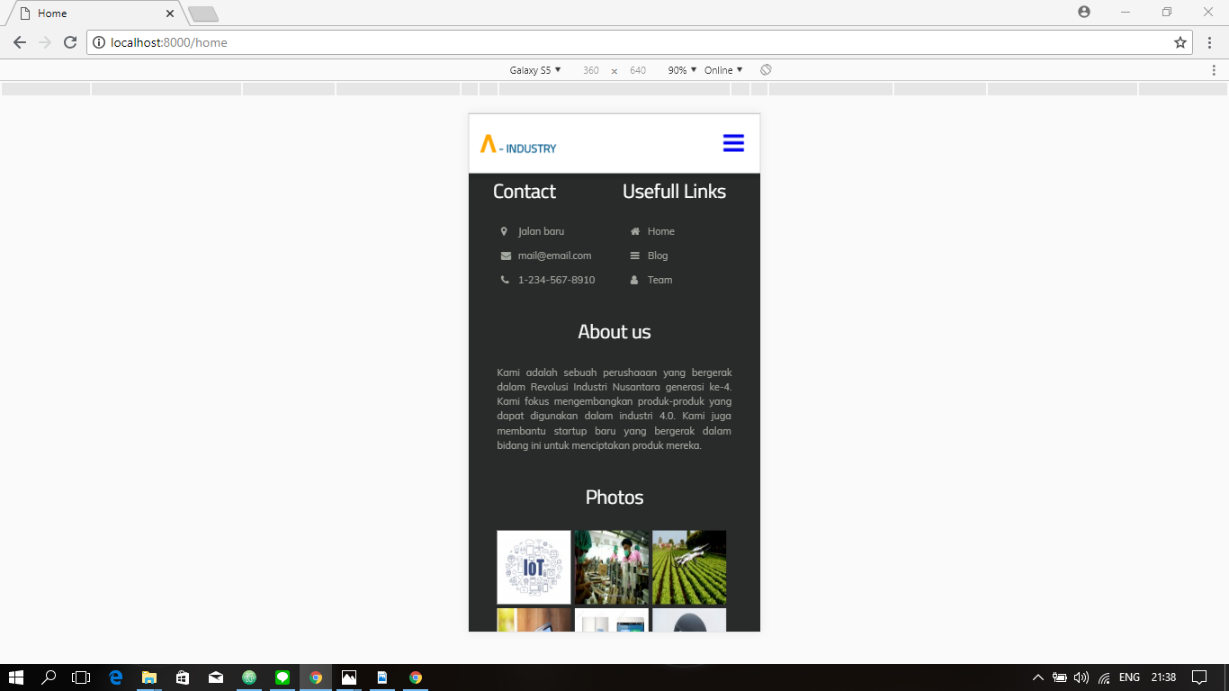 Home
localhost:8000/home
Galaxy S5 ▼ 360 x 640 90% ▼ Online ▼
Λ - INDUSTRY
Contact
Jalan baru
mail@email.com
1-234-567-8910
Usefull Links
Home
Blog
Team
About us
Kami adalah sebuah perushaaan yang bergerak
dalam Revolusi Industri Nusantara generasi ke-4.
Kami fokus mengembangkan produk-produk yang
dapat digunakan dalam industri 4.0. Kami juga
membantu startup baru yang bergerak dalam
bidang ini untuk menciptakan produk mereka.
Photos
IoT
ENG 21:38